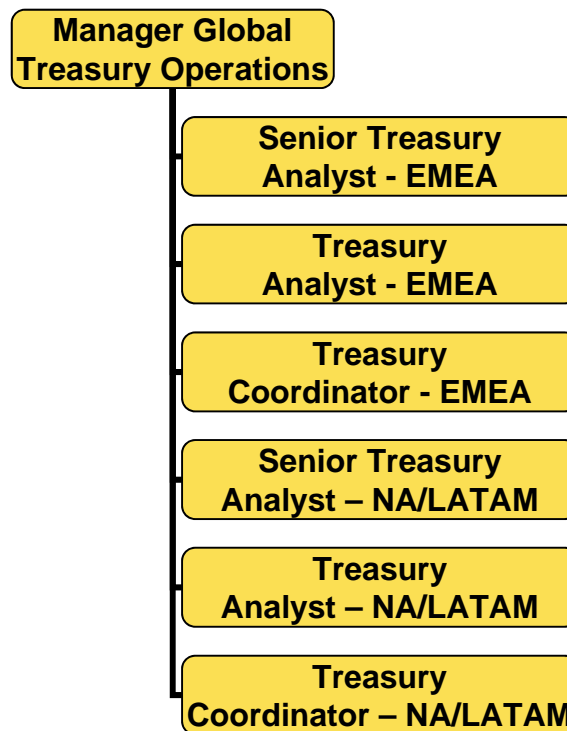 Manager Global
Treasury Operations
Senior Treasury
Analyst - EMEA
Treasury
Analyst - EMEA
Treasury
Coordinator - EMEA
Senior Treasury
Analyst – NA/LATAM
Treasury
Analyst – NA/LATAM
Treasury
Coordinator – NA/LATAM